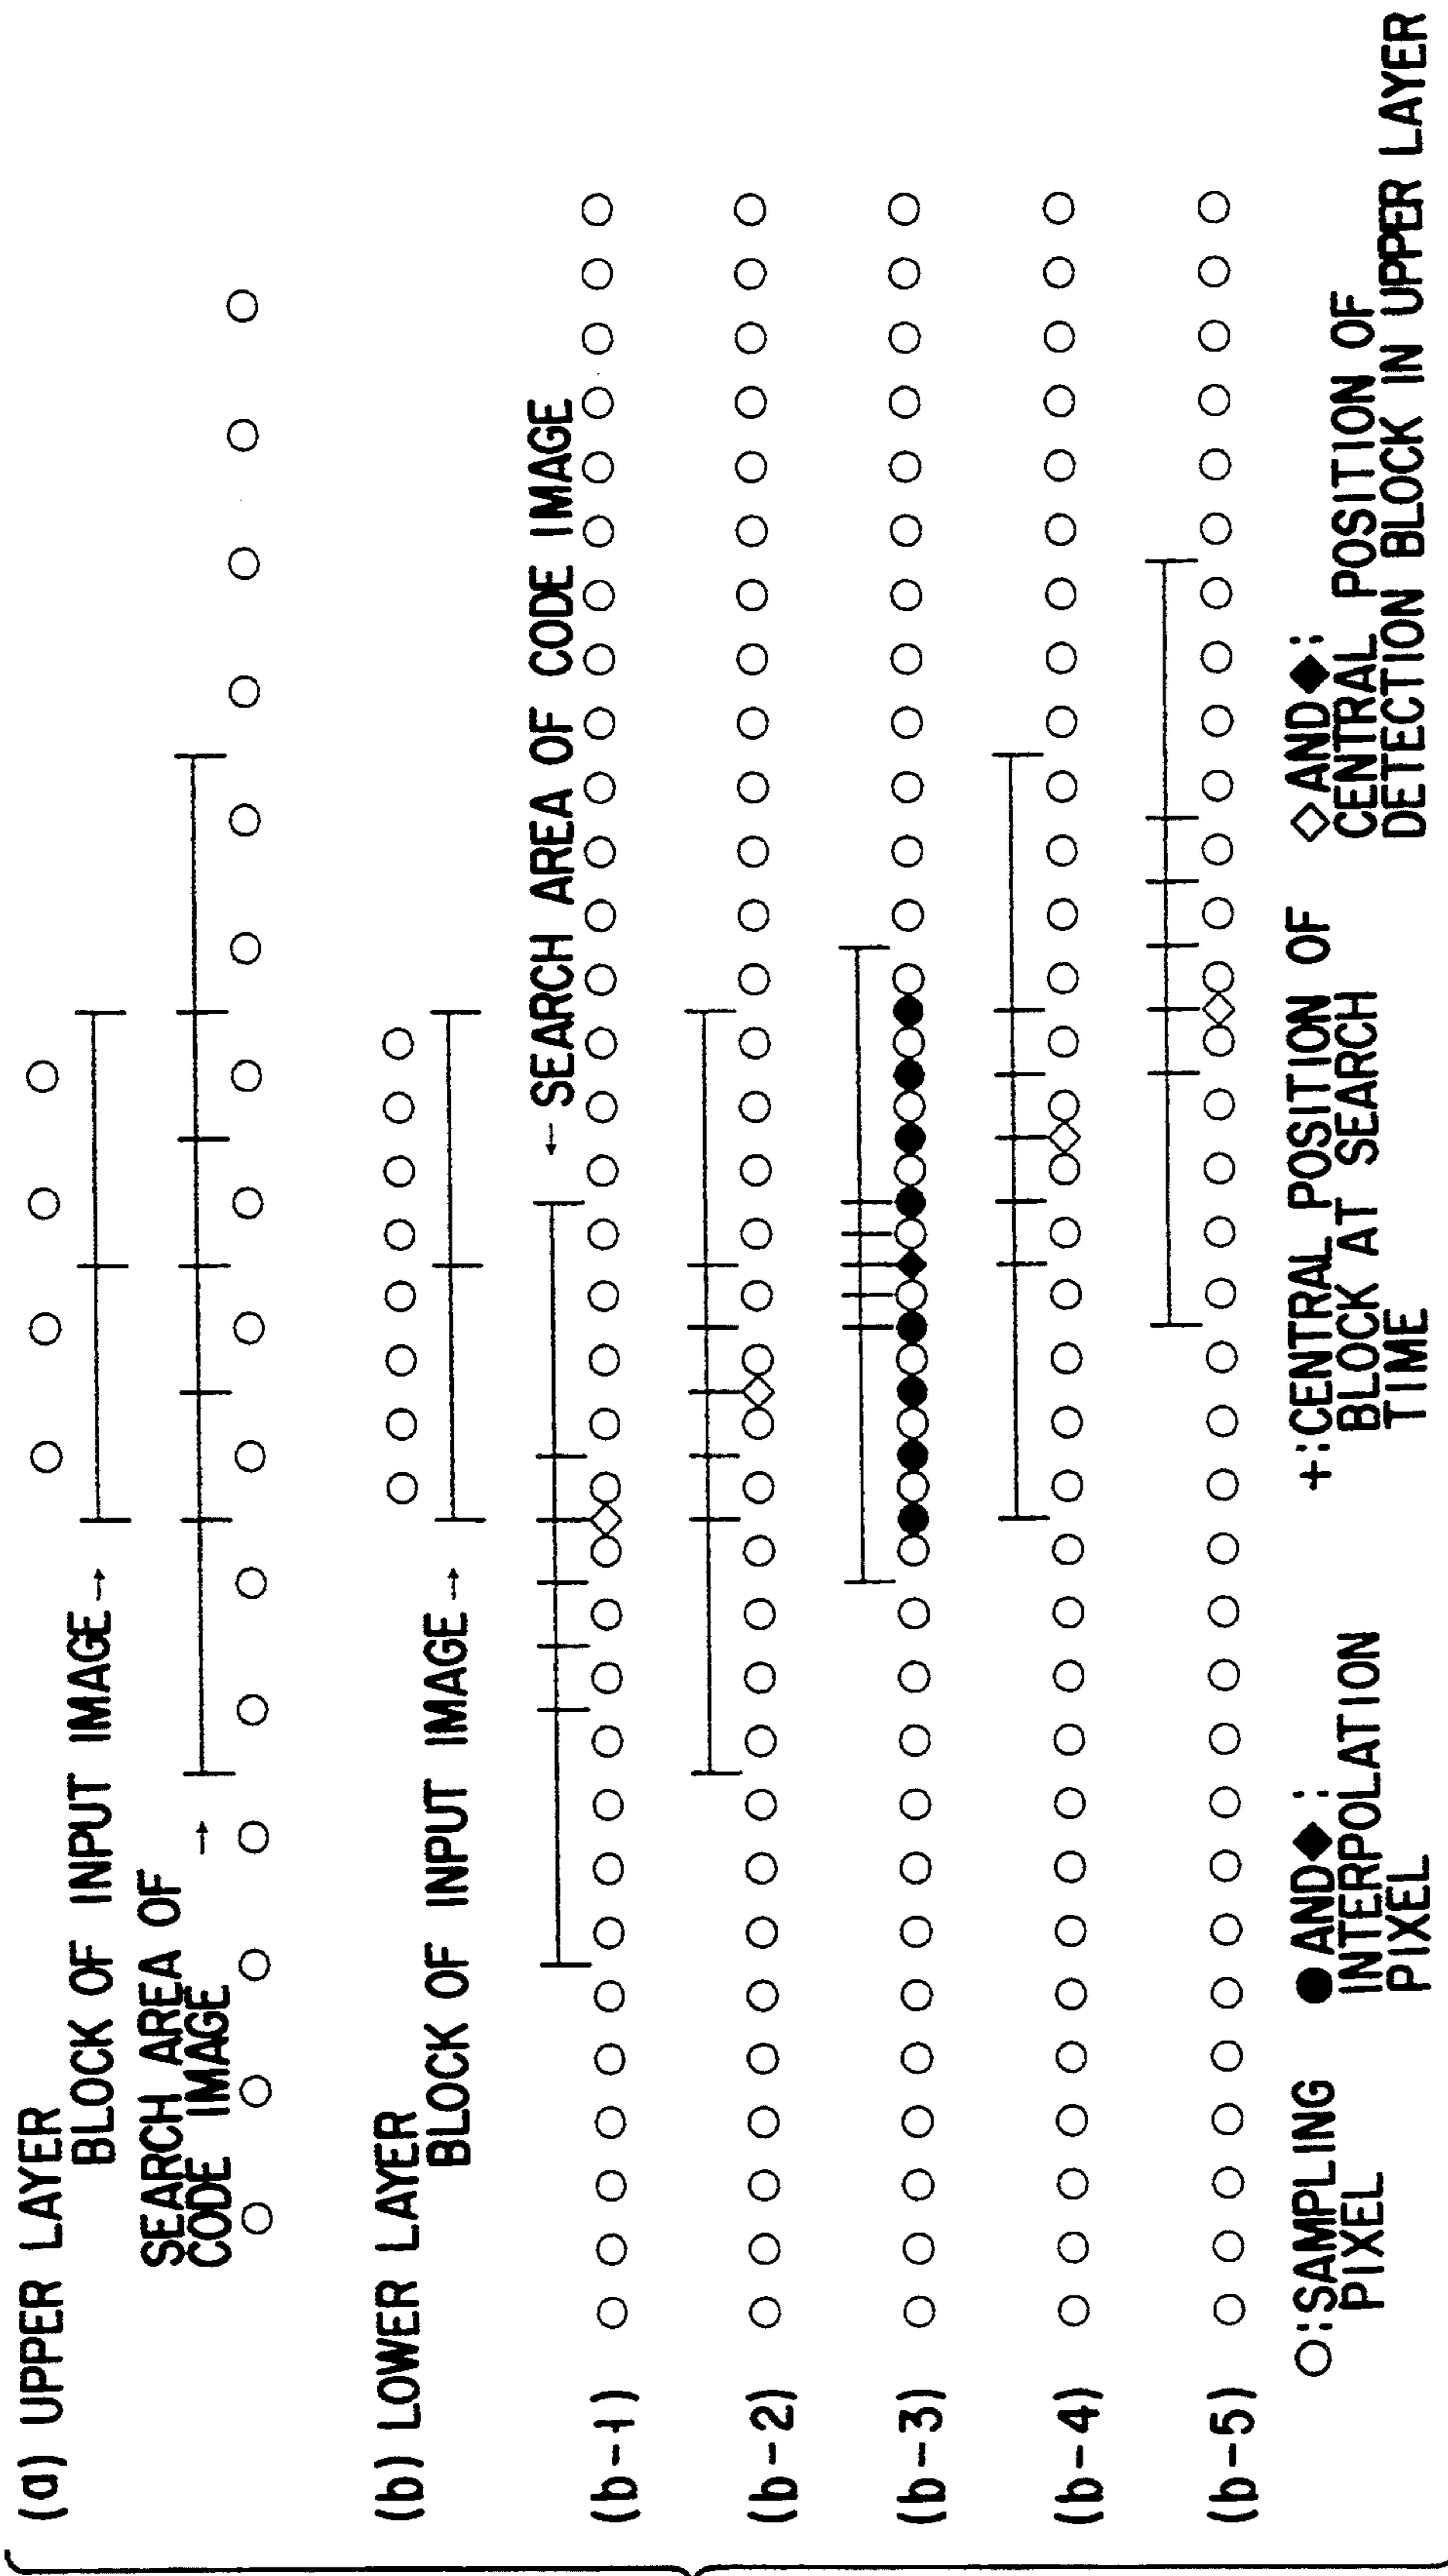 (a) UPPER LAYER
BLOCK OF INPUT IMAGE→
SEARCH AREA OF
CODE IMAGE →
(b) LOWER LAYER
BLOCK OF INPUT IMAGE→
← SEARCH AREA OF CODE IMAGE
(b-1)
(b-2)
(b-3)
(b-4)
(b-5)
○:SAMPLING
PIXEL
● AND ◆:
INTERPOLATION
PIXEL
+:CENTRAL POSITION OF
BLOCK AT SEARCH
TIME
◇ AND ◆:
CENTRAL POSITION OF
DETECTION BLOCK IN UPPER LAYER